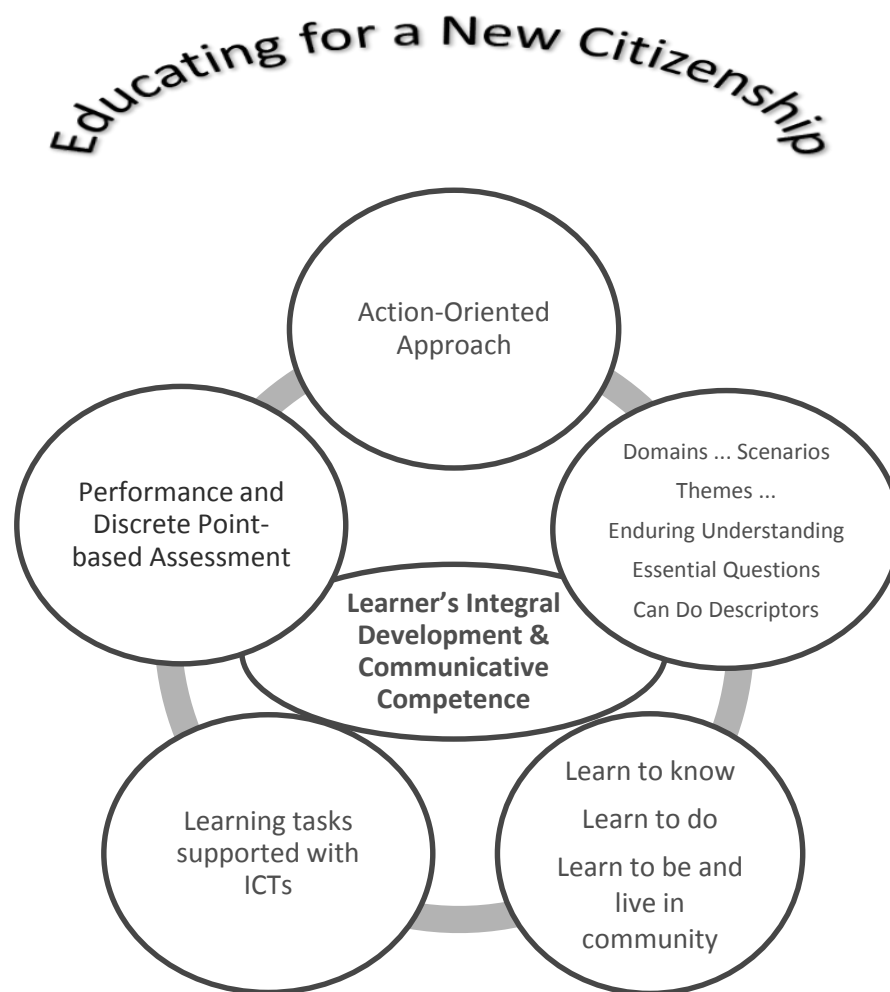 Educating for a New Citizenship
Action-Oriented
Approach
Domains ... Scenarios
Themes ...
Enduring Understanding
Essential Questions
Can Do Descriptors
Performance and
Discrete Point-
based Assessment
Learner’s Integral
Development &
Communicative
Competence
Learn to know
Learn to do
Learn to be and
live in
community
Learning tasks
supported with
ICTs